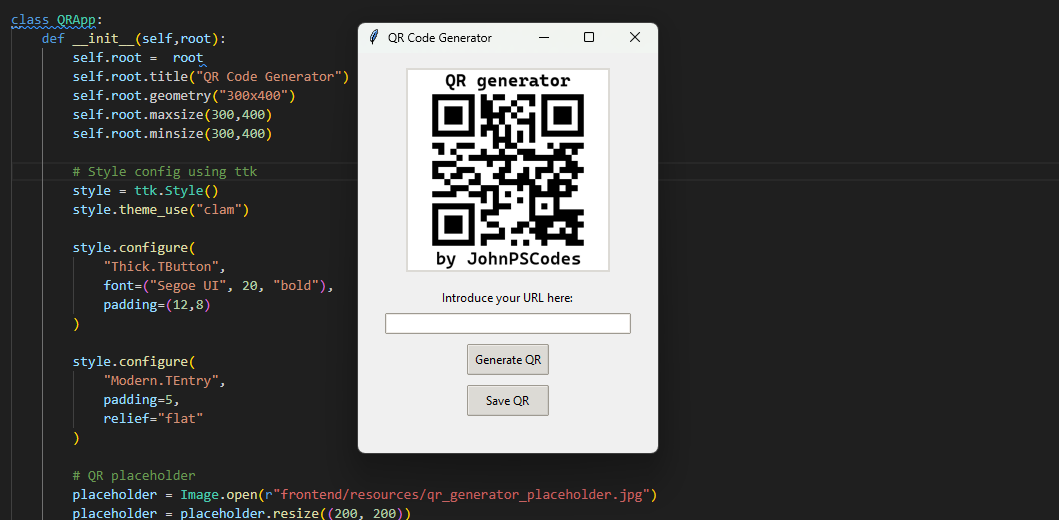 class QRApp:
def __init__(self,root):
self.root =  root
self.root.title("QR Code Generator")
self.root.geometry("300x400")
self.root.maxsize(300,400)
self.root.minsize(300,400)
# Style config using ttk
style = ttk.Style()
style.theme_use("clam")
style.configure(
"Thick.TButton",
font=("Segoe UI", 20, "bold"),
padding=(12,8)
)
style.configure(
"Modern.TEntry",
padding=5,
relief="flat"
)
# QR placeholder
placeholder = Image.open(r"frontend/resources/qr_generator_placeholder.jpg")
placeholder = placeholder.resize((200, 200))
QR Code Generator
QR generator
by JohnPSCodes
Introduce your URL here:
Generate QR
Save QR